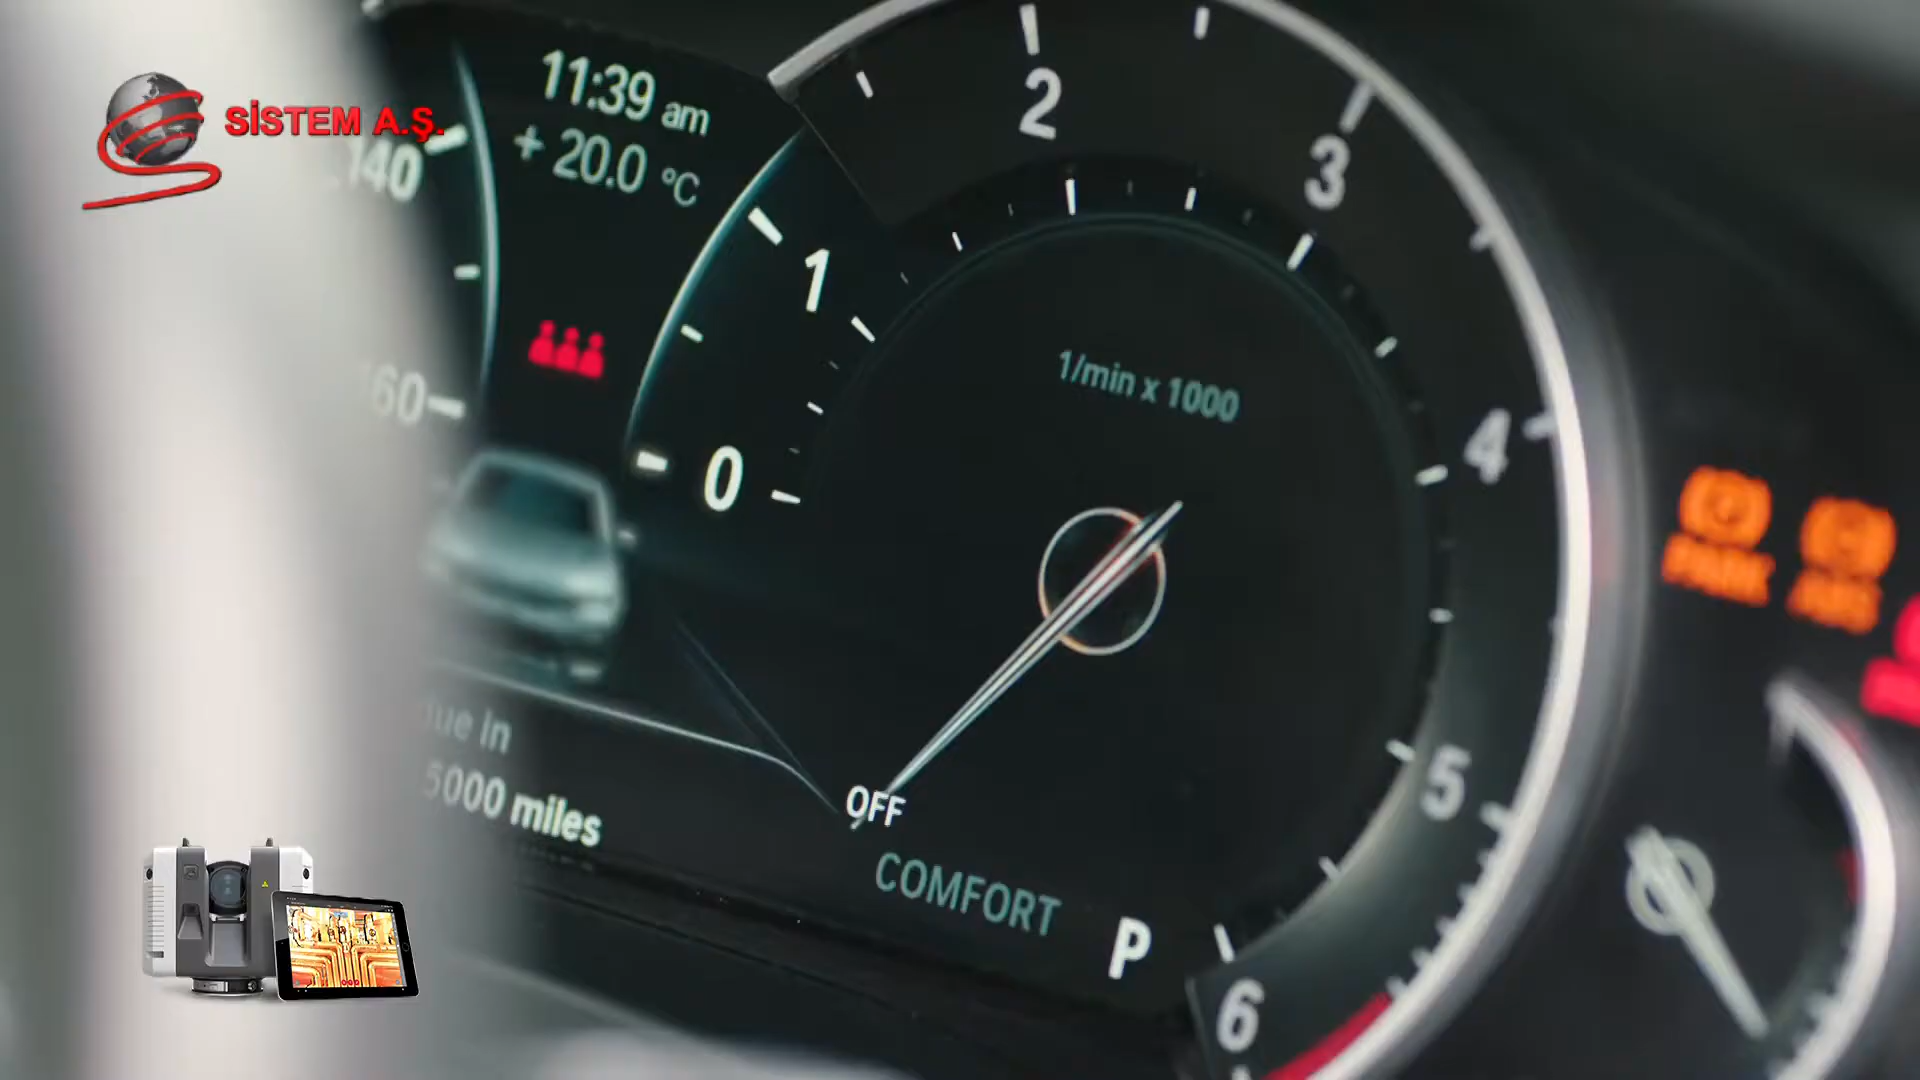 SİSTEM A.Ş.
11:39 am
+ 20.0 °C
140
160
0
1
2
3
4
5
6
1/min x 1000
PARK
ABS
ue in
5000 miles
OFF
COMFORT
P